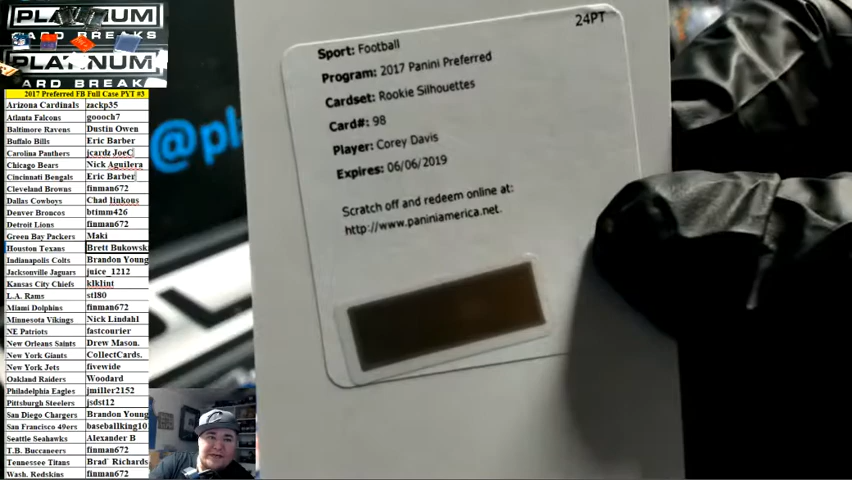 PLATINUM
CARD BREAKS
PLATINUM
CARD BREAKS
2017 Preferred FB Full Case PYT #3
Arizona Cardinals zackp35
Atlanta Falcons goooch7
Baltimore Ravens Dustin Owen
Buffalo Bills Eric Barber
Carolina Panthers jcardz JoeC
Chicago Bears Nick Aguilera
Cincinnati Bengals Eric Barber
Cleveland Browns finman672
Dallas Cowboys Chad linkous
Denver Broncos btimm426
Detroit Lions finman672
Green Bay Packers Maki
Houston Texans Brett Bukowsk
Indianapolis Colts Brandon Young
Jacksonville Jaguars juice_1212
Kansas City Chiefs klklint
L.A. Rams stl80
Miami Dolphins finman672
Minnesota Vikings Nick Lindahl
NE Patriots fastcourier
New Orleans Saints Drew Mason.
New York Giants CollectCards.
New York Jets fivewide
Oakland Raiders Woodard
Philadelphia Eagles jmiller2152
Pittsburgh Steelers jsdst12
San Diego Chargers Brandon Young
San Francisco 49ers baseballking10
Seattle Seahawks Alexander B
T.B. Buccaneers finman672
Tennessee Titans Brad Richards
Wash. Redskins finman672
@pl
24PT
Sport: Football
Program: 2017 Panini Preferred
Cardset: Rookie Silhouettes
Card#: 98
Player: Corey Davis
Expires: 06/06/2019
Scratch off and redeem online at:
http://www.paniniamerica.net.